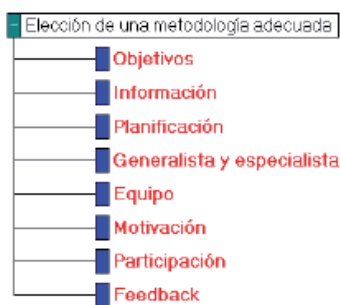 Elección de una metodología adecuada
Objetivos
Información
Planificación
Generalista y especialista
Equipo
Motivación
Participación
Feedback